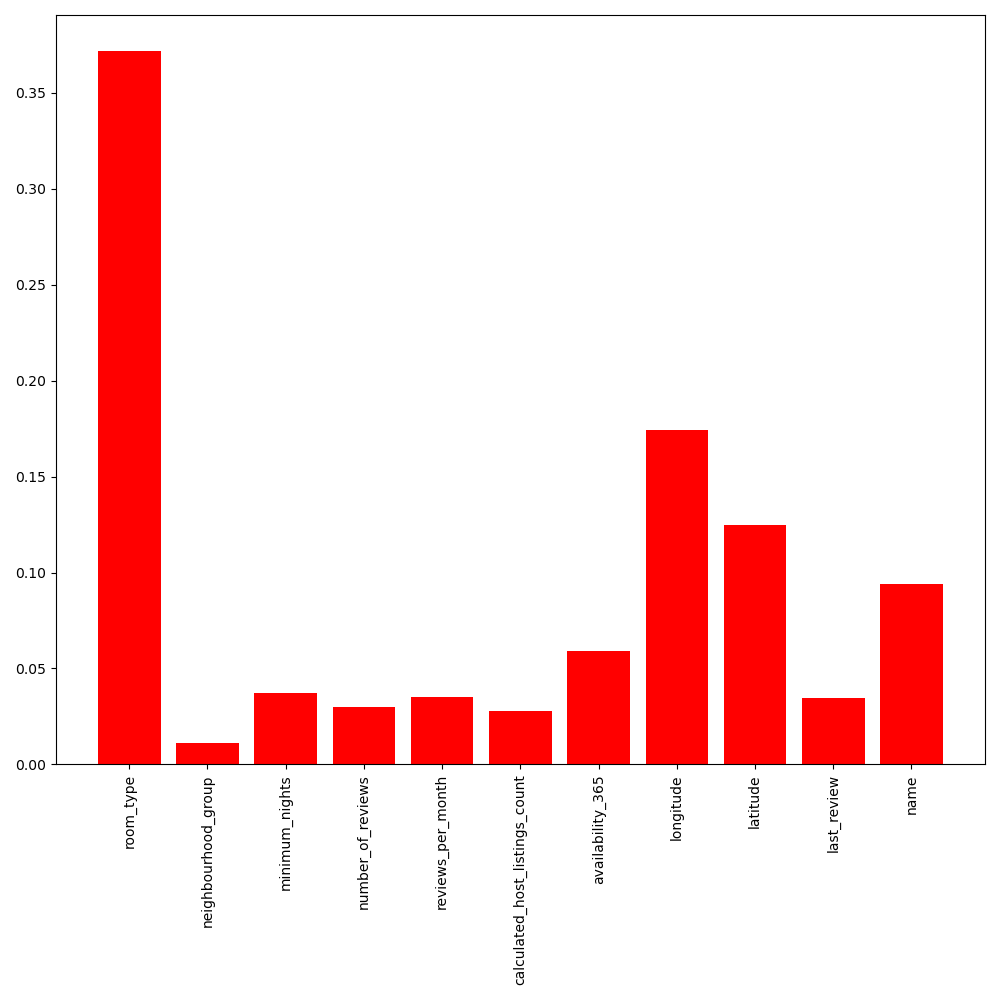 0.35
0.30
0.25
0.20
0.15
0.10
0.05
0.00
room_type
neighbourhood_group
minimum_nights
number_of_reviews
reviews_per_month
calculated_host_listings_count
availability_365
longitude
latitude
last_review
name